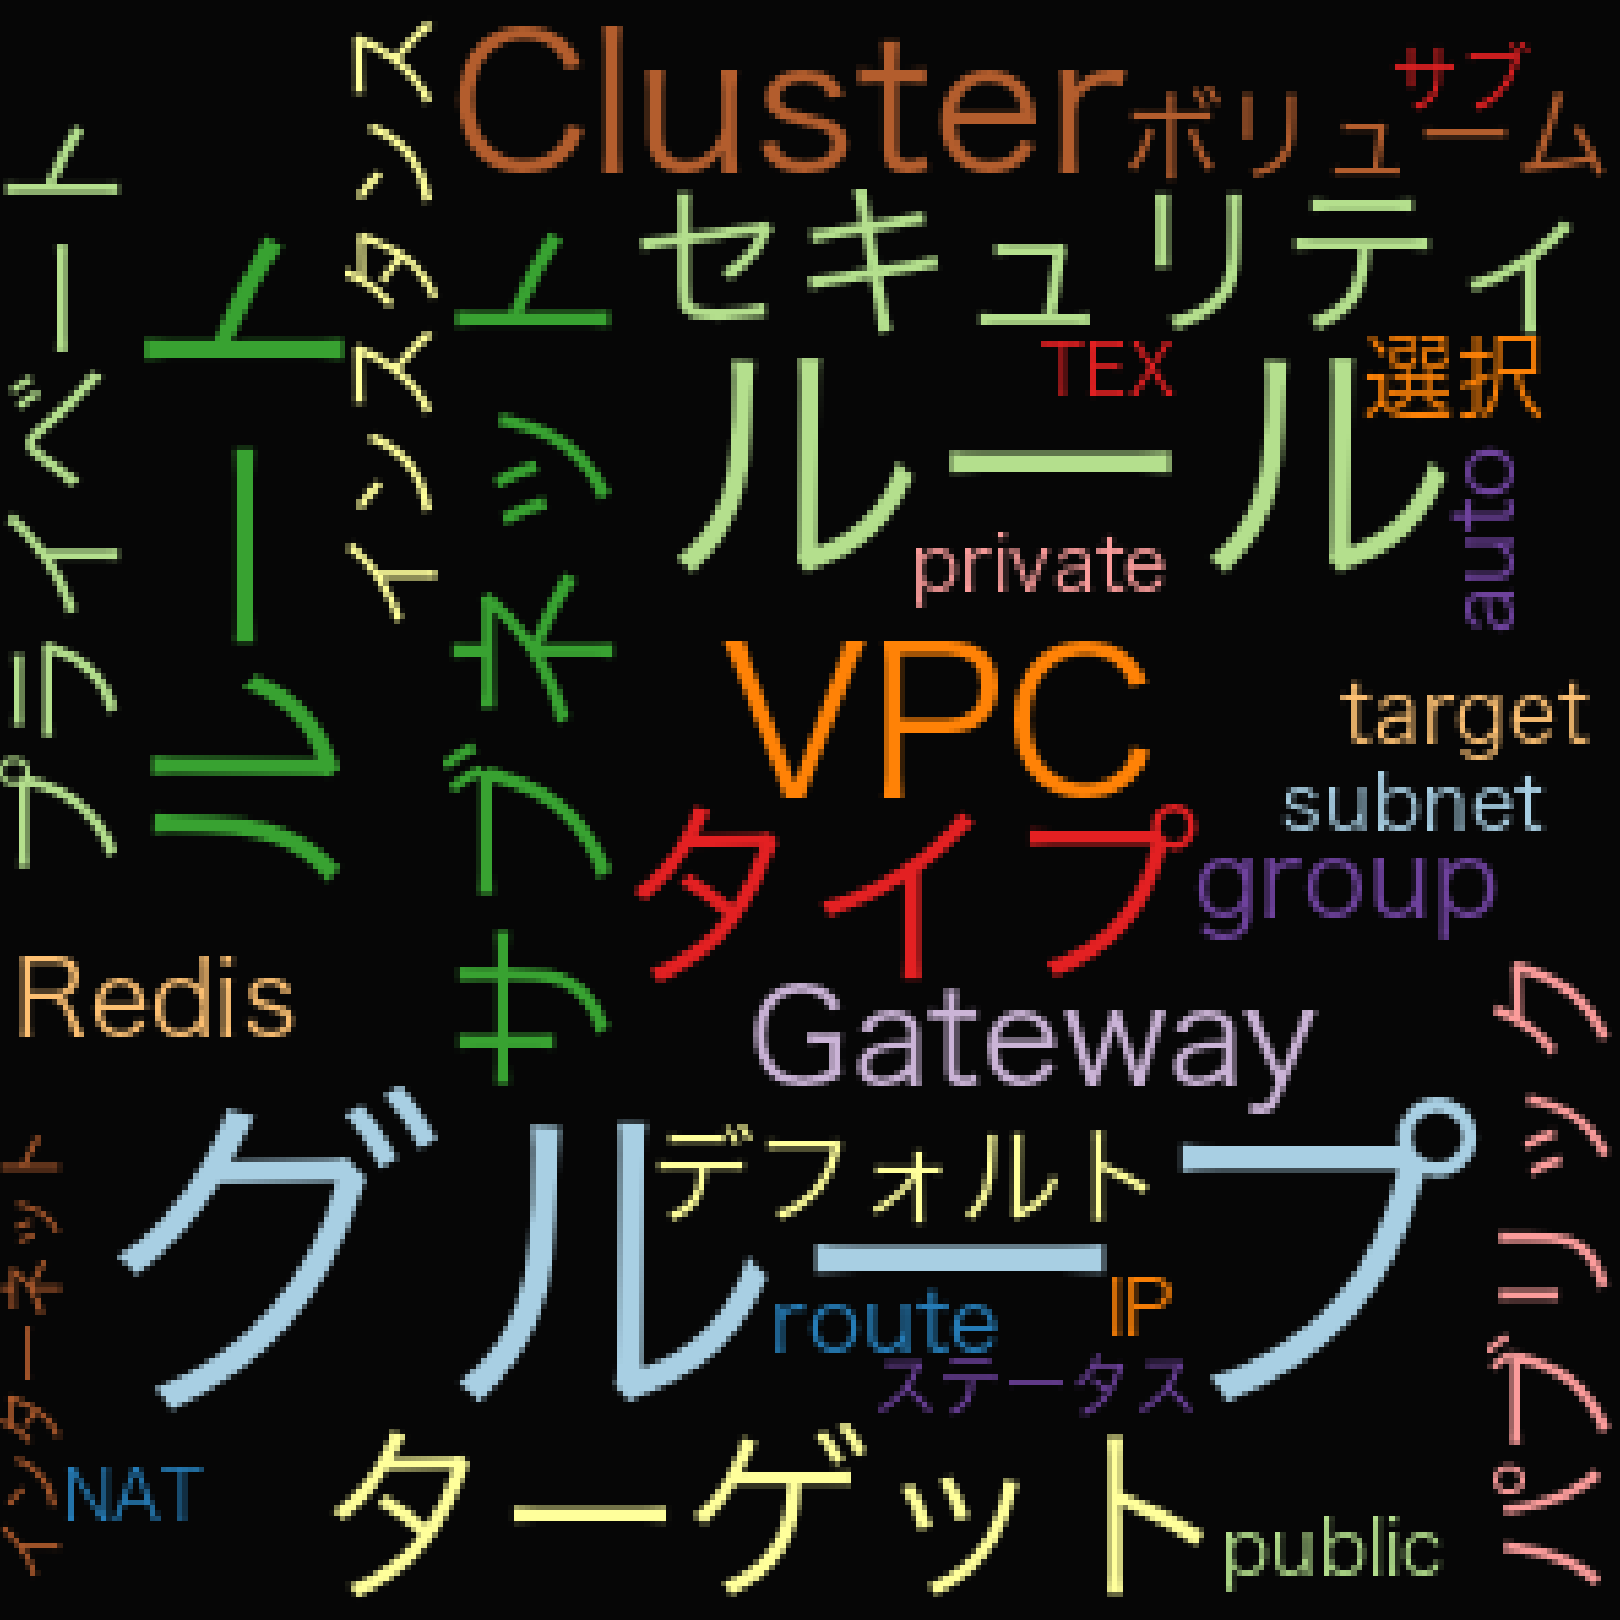 Cluster
サブ
ボリューム
セキュリティ
インスタンス
プライベート
ルート
サブネット
TEX
選択
ルール
auto
private
VPC
target
subnet
タイプ
group
Redis
Gateway
パブリック
グループ
デフォルト
インターネット
route
IP
ステータス
NAT
ターゲット
public